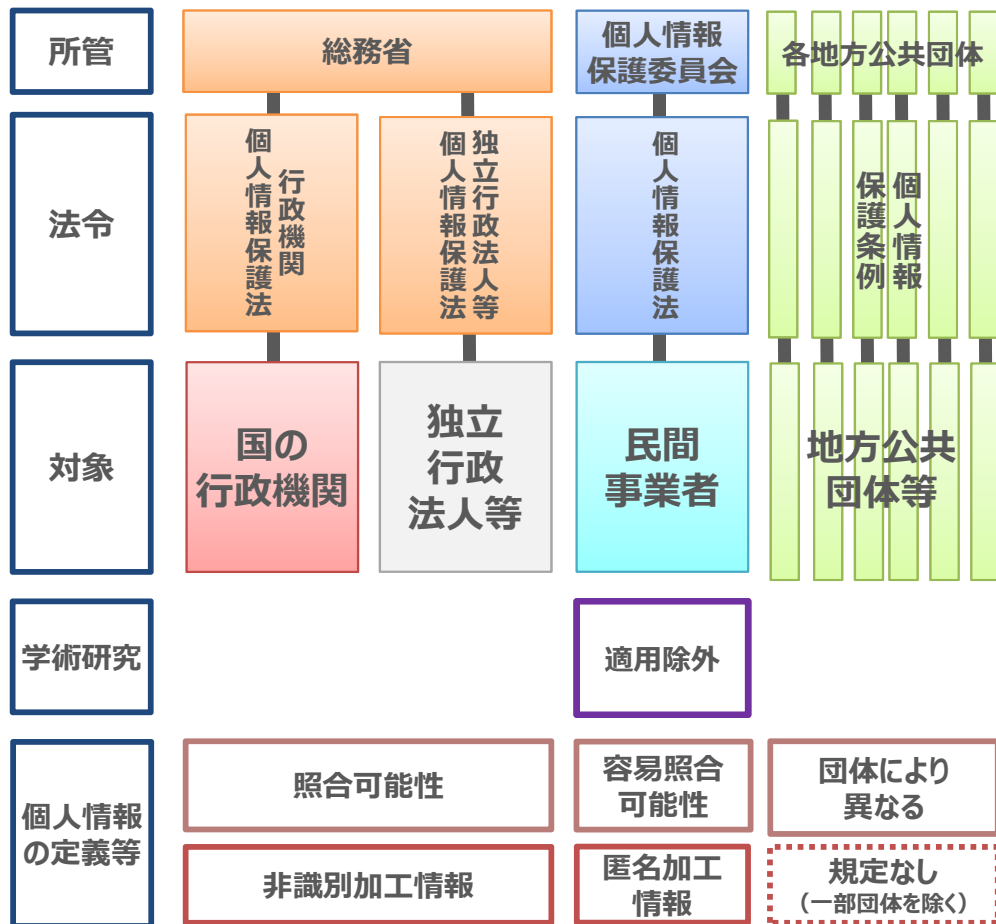 所管
総務省
個人情報
保護委員会
各地方公共団体
法令
行政機関
個人情報保護法
独立行政法人等
個人情報保護法
個人情報保護法
個人情報
保護条例
対象
国の
行政機関
独立
行政
法人等
民間
事業者
地方公共
団体等
学術研究
適用除外
個人情報
の定義等
照合可能性
容易照合
可能性
団体により
異なる
非識別加工情報
匿名加工
情報
規定なし
（一部団体を除く）